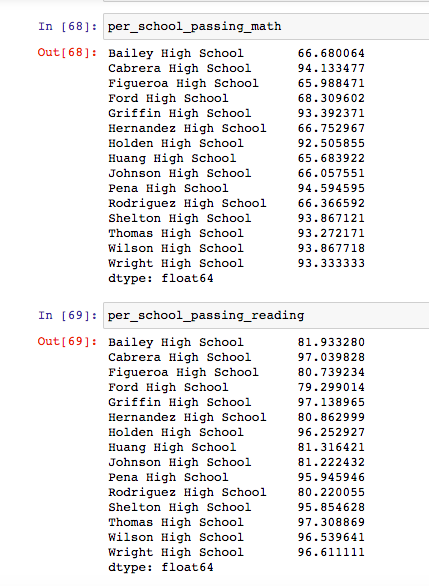 In [68]: per_school_passing_math
Out[68]: Bailey High School 66.680064
Cabrera High School 94.133477
Figueroa High School 65.988471
Ford High School 68.309602
Griffin High School 93.392371
Hernandez High School 66.752967
Holden High School 92.505855
Huang High School 65.683922
Johnson High School 66.057551
Pena High School 94.594595
Rodriguez High School 66.366592
Shelton High School 93.867121
Thomas High School 93.272171
Wilson High School 93.867718
Wright High School 93.333333
dtype: float64
In [69]: per_school_passing_reading
Out[69]: Bailey High School 81.933280
Cabrera High School 97.039828
Figueroa High School 80.739234
Ford High School 79.299014
Griffin High School 97.138965
Hernandez High School 80.862999
Holden High School 96.252927
Huang High School 81.316421
Johnson High School 81.222432
Pena High School 95.945946
Rodriguez High School 80.220055
Shelton High School 95.854628
Thomas High School 97.308869
Wilson High School 96.539641
Wright High School 96.611111
dtype: float64